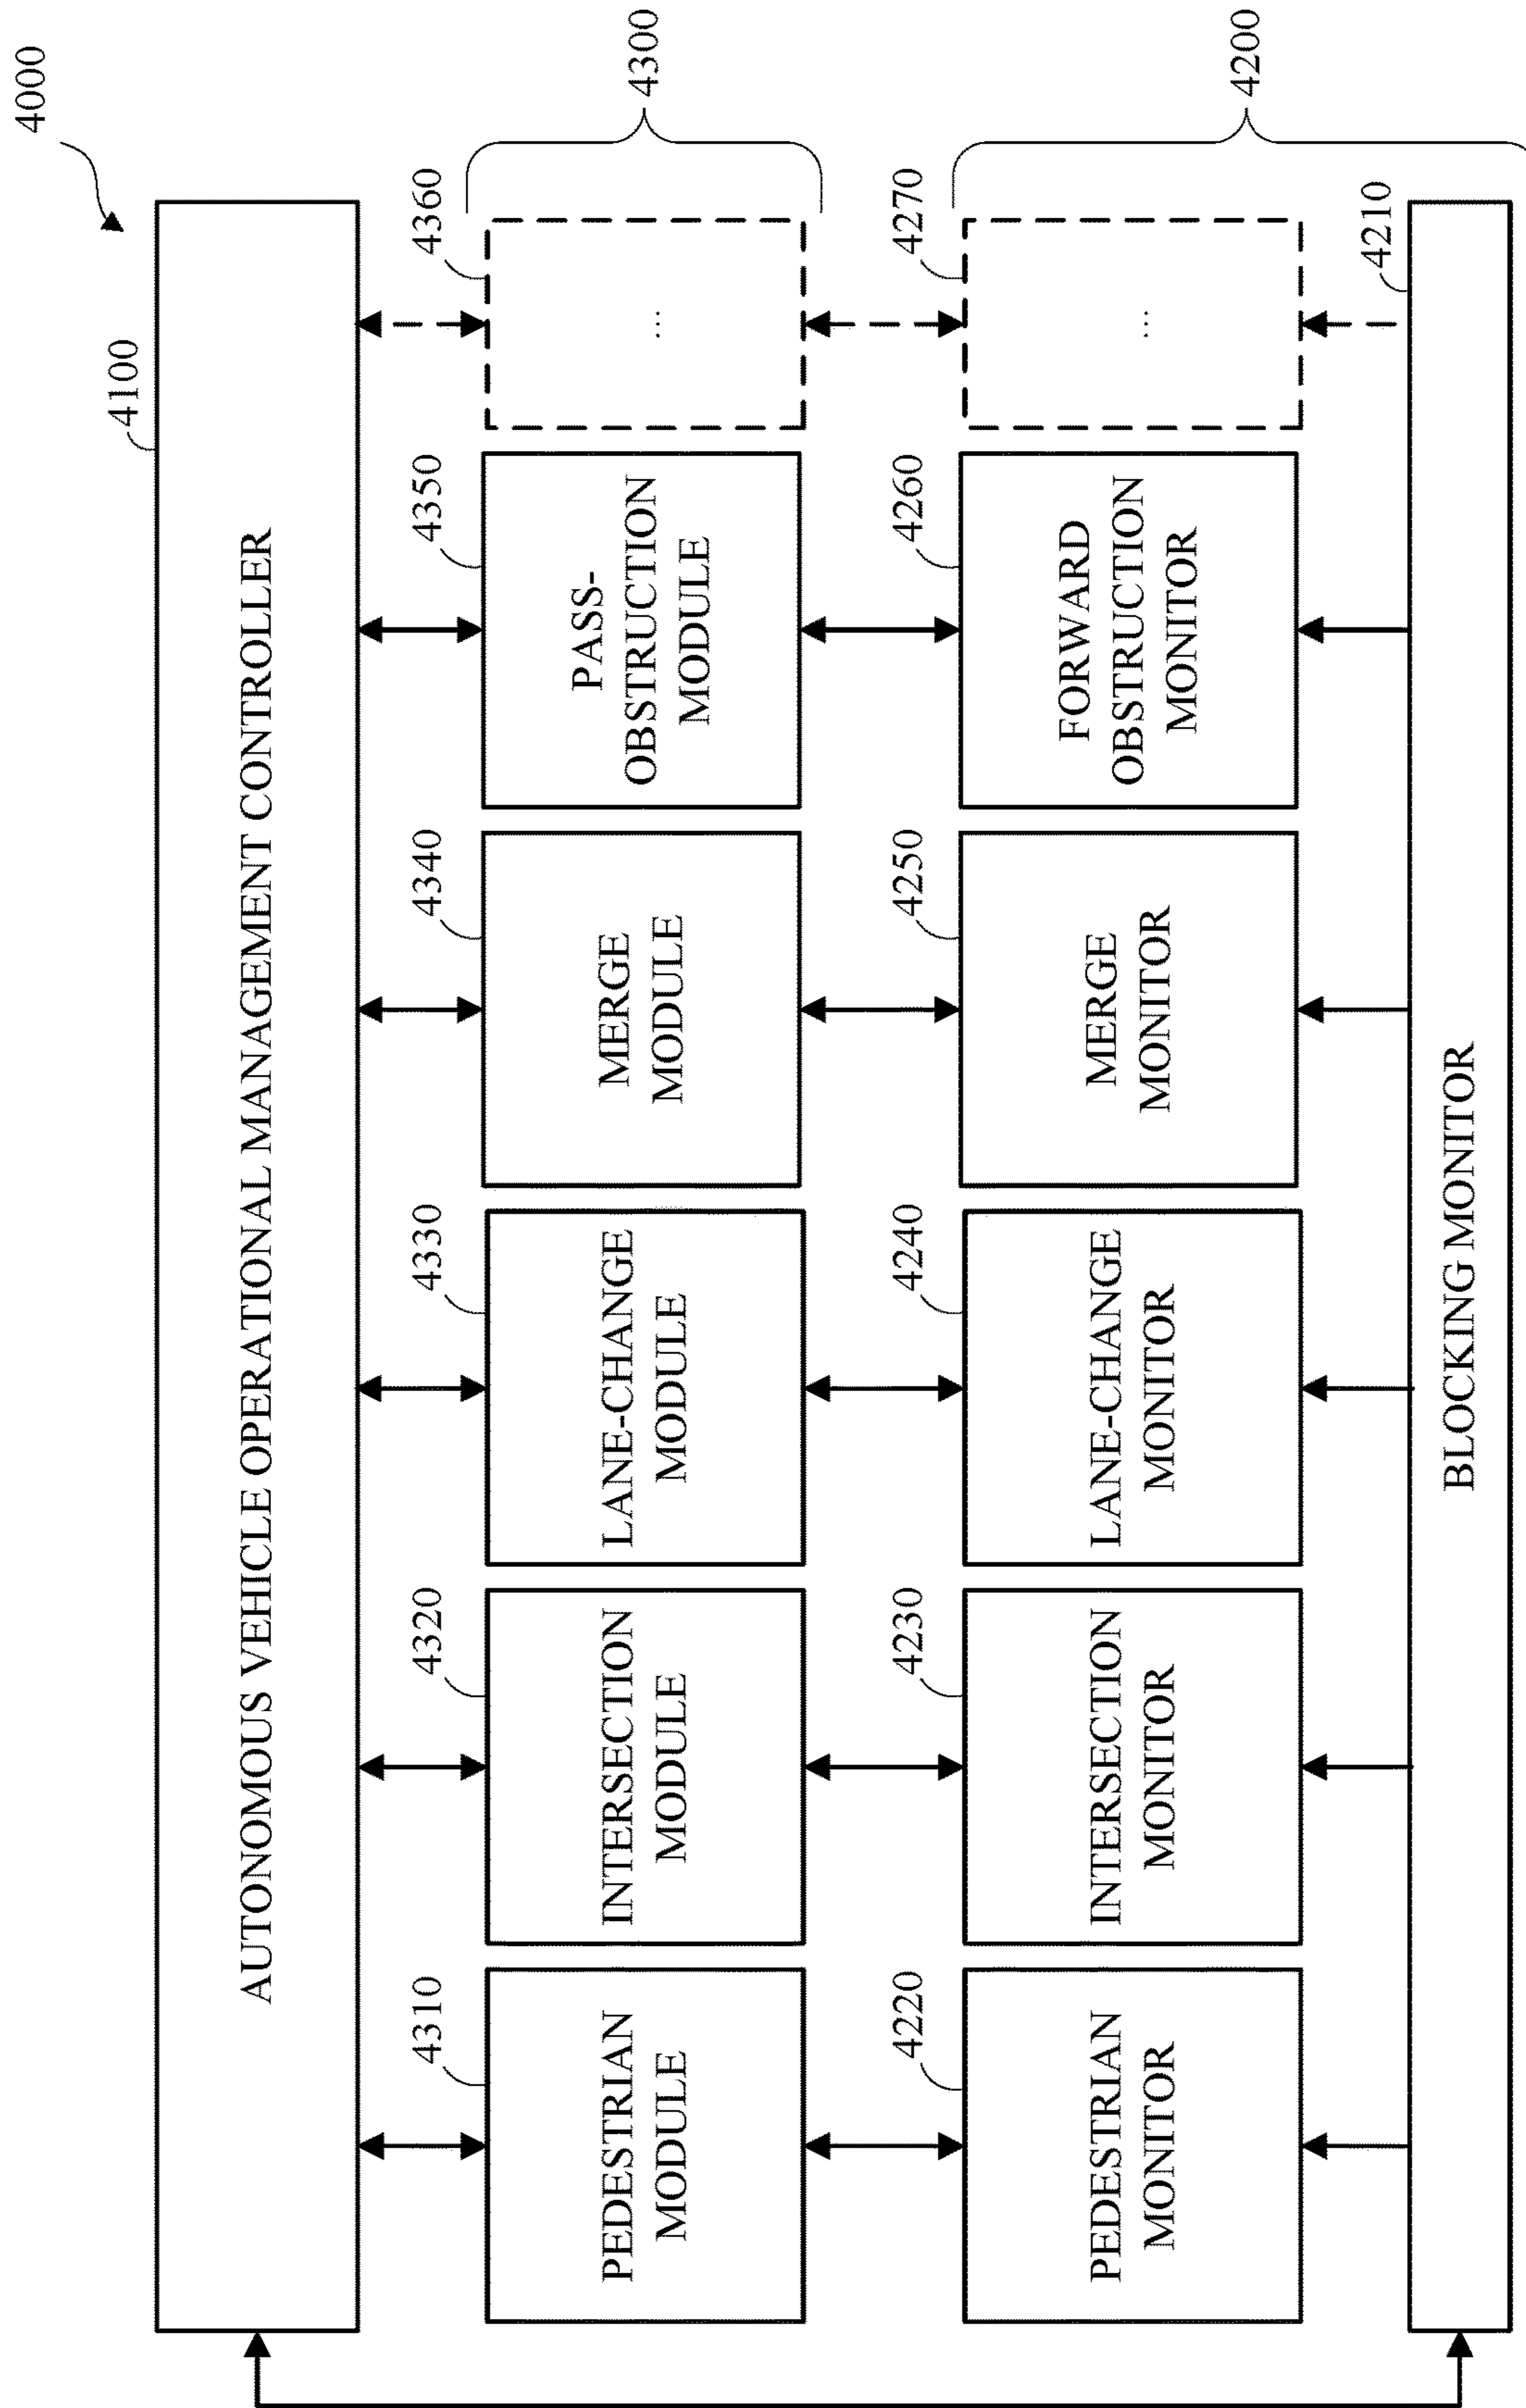 4000
4100
AUTONOMOUS VEHICLE OPERATIONAL MANAGEMENT CONTROLLER
4310
PEDESTRIAN
MODULE
4320
INTERSECTION
MODULE
4330
LANE-CHANGE
MODULE
4340
MERGE
MODULE
4350
PASS-
OBSTRUCTION
MODULE
4360
...
4300
4220
PEDESTRIAN
MONITOR
4230
INTERSECTION
MONITOR
4240
LANE-CHANGE
MONITOR
4250
MERGE
MONITOR
4260
FORWARD
OBSTRUCTION
MONITOR
4270
...
4200
4210
BLOCKING MONITOR